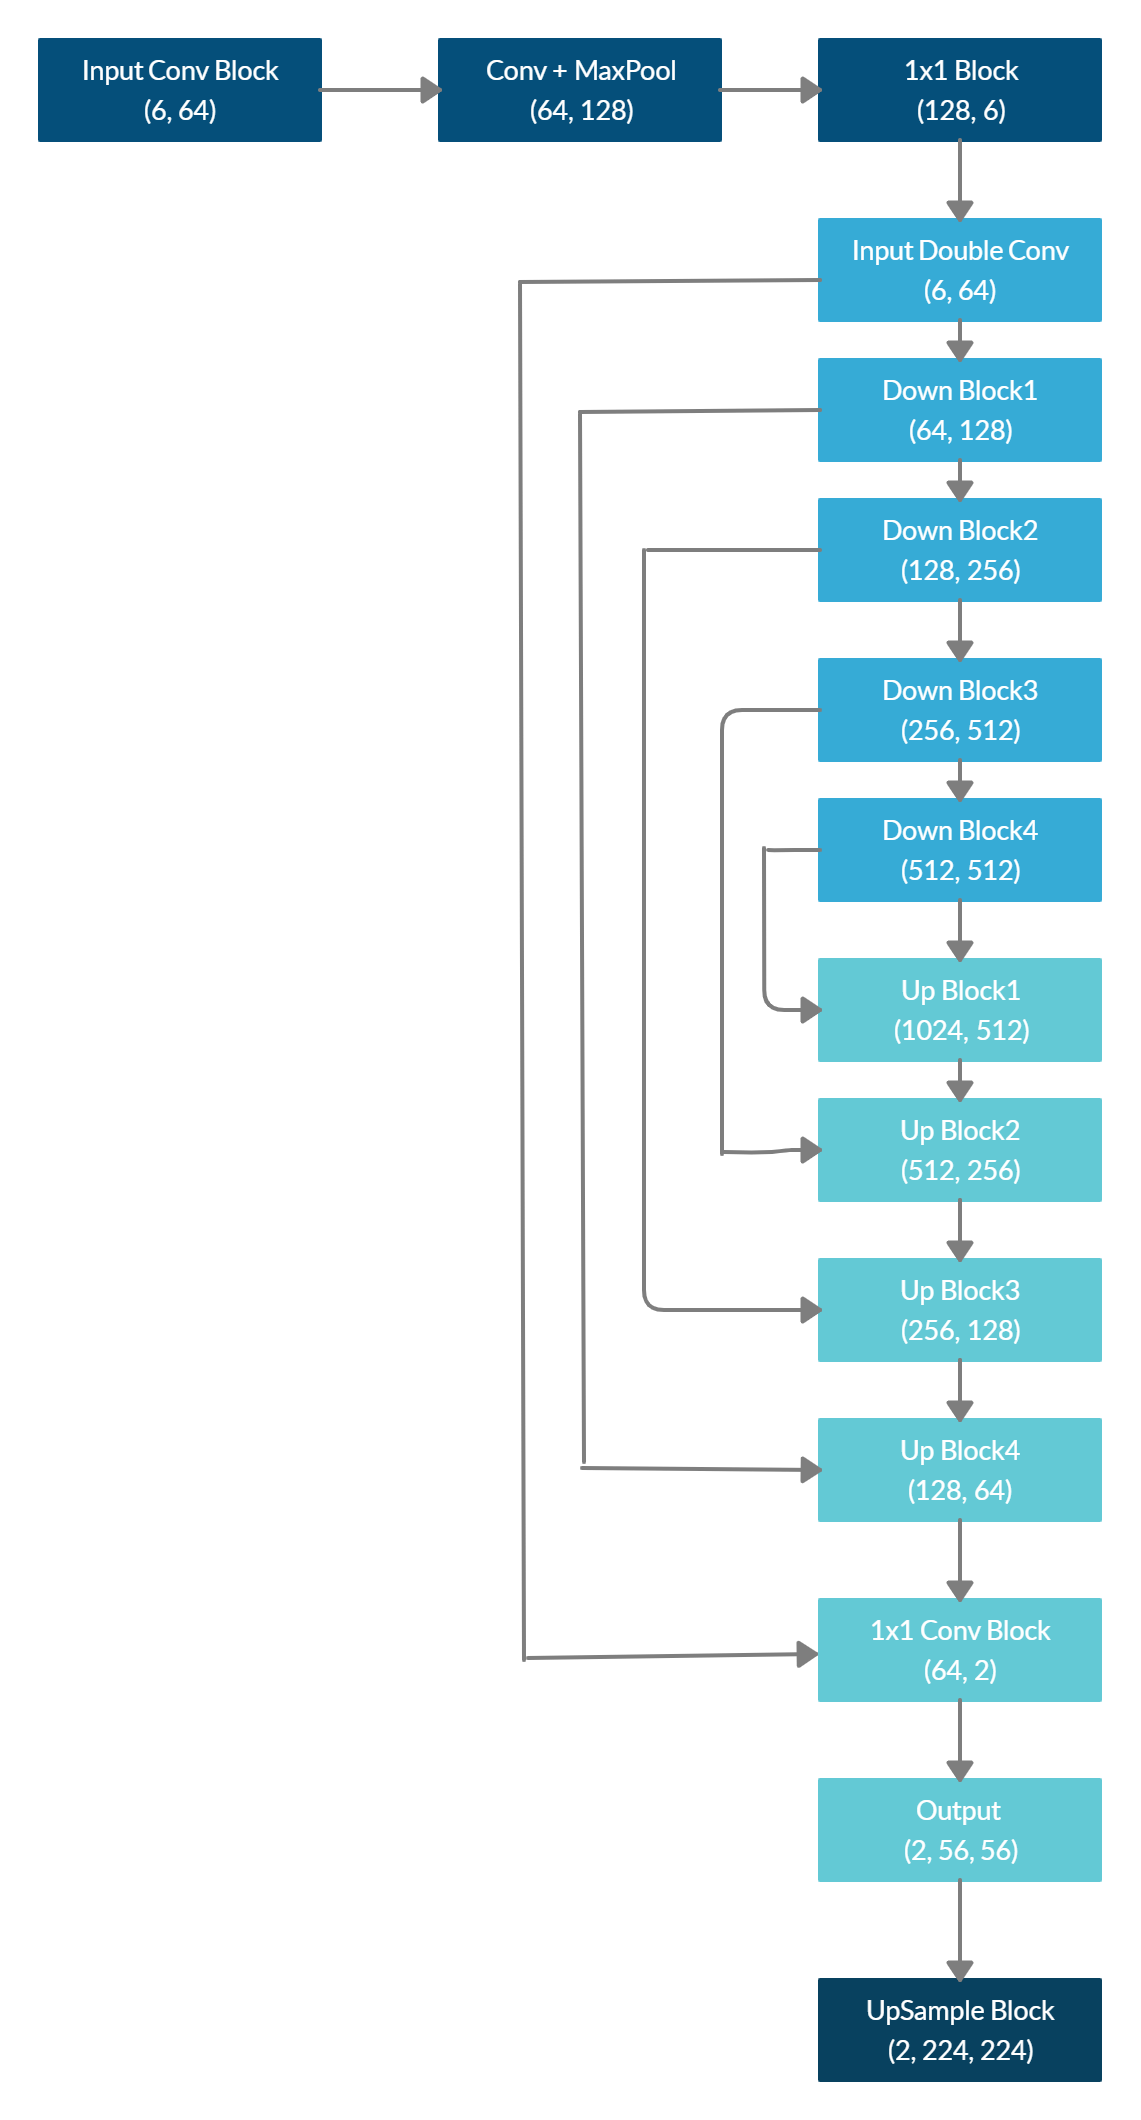 Input Conv Block
(6, 64)
Conv + MaxPool
(64, 128)
1x1 Block
(128, 6)
Input Double Conv
(6, 64)
Down Block1
(64, 128)
Down Block2
(128, 256)
Down Block3
(256, 512)
Down Block4
(512, 512)
Up Block1
(1024, 512)
Up Block2
(512, 256)
Up Block3
(256, 128)
Up Block4
(128, 64)
1x1 Conv Block
(64, 2)
Output
(2, 56, 56)
UpSample Block
(2, 224, 224)